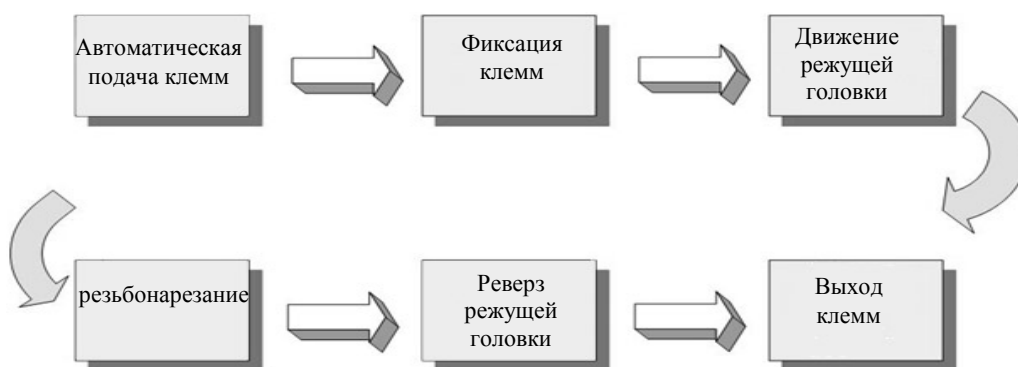 Автоматическая
подача клемм
Фиксация
клемм
Движение
режущей
головки
резьбонарезание
Реверз
режущей
головки
Выход
клемм